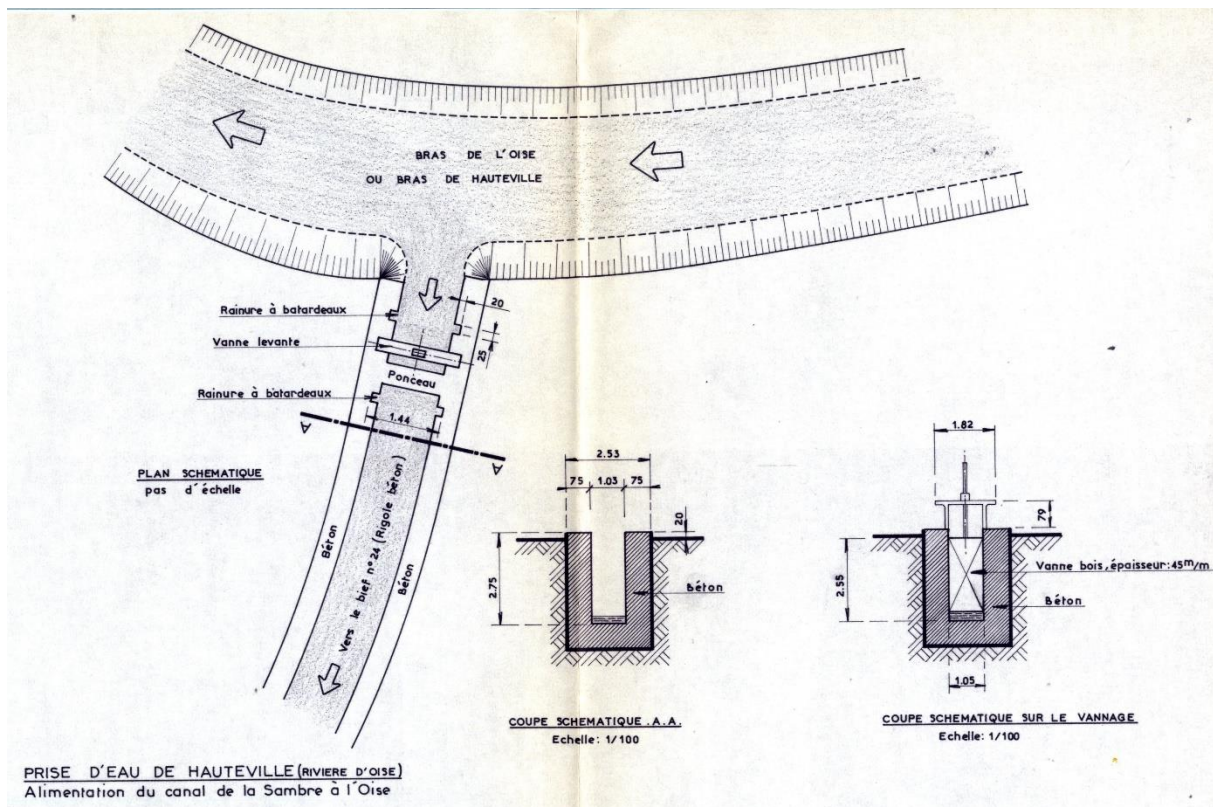 BRAS DE L'OISE
OU BRAS DE HAUTEVILLE
Rainure à batardeaux
20
Vanne levante
25
Ponceau
Rainure à batardeaux
1.44
A
A
PLAN SCHEMATIQUE
pas d'échelle
Béton
Vers le bief n°24 (Rigole béton)
Béton
2.53
75
1.03
75
20
2.75
Béton
COUPE SCHEMATIQUE .A.A.
Echelle: 1/100
1.82
79
2.55
Vanne bois, épaisseur: 45m/m
Béton
1.05
COUPE SCHEMATIQUE SUR LE VANNAGE
Echelle: 1/100
PRISE D'EAU DE HAUTEVILLE (RIVIERE D'OISE)
Alimentation du canal de la Sambre à l'Oise